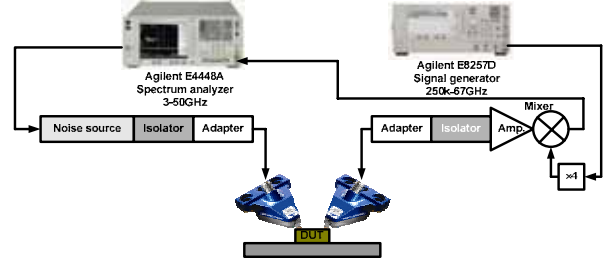 Agilent E4448A
Spectrum analyzer
3-50GHz
Agilent E8257D
Signal generator
250k-67GHz
Mixer
Noise source
Isolator
Adapter
Adapter
Isolator
Amp.
×4
DUT